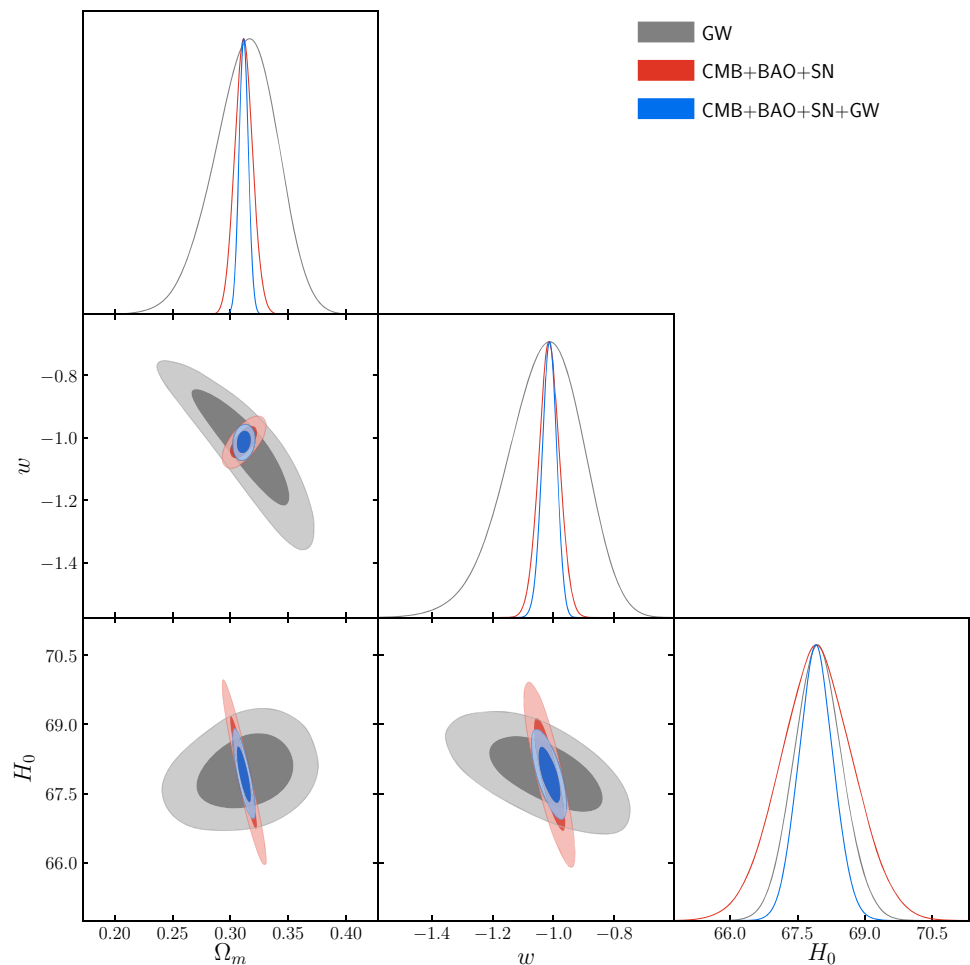 GW
CMB+BAO+SN
CMB+BAO+SN+GW
−0.8
−1.0
−1.2
−1.4
w
70.5
69.0
67.5
66.0
H₀
0.20 0.25 0.30 0.35 0.40
Ωₘ
−1.4 −1.2 −1.0 −0.8
w
66.0 67.5 69.0 70.5
H₀